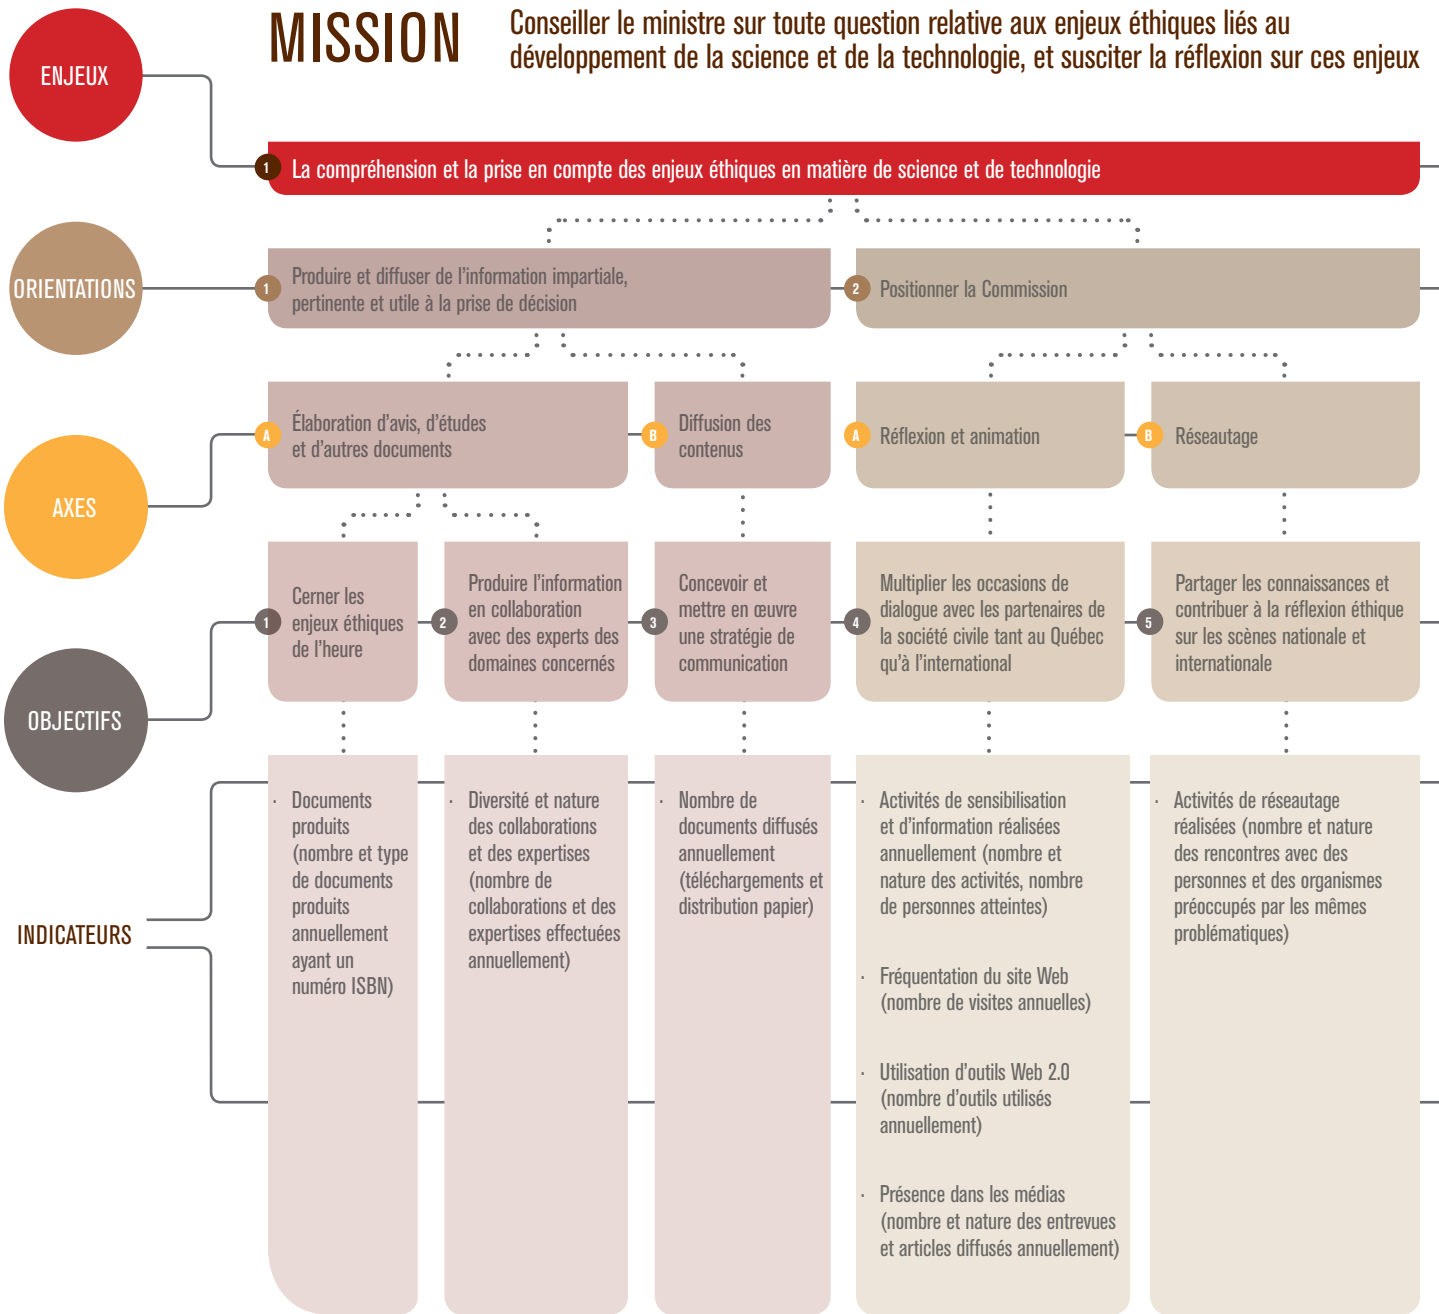 MISSION
Conseiller le ministre sur toute question relative aux enjeux éthiques liés au
développement de la science et de la technologie, et susciter la réflexion sur ces enjeux
ENJEUX
1
La compréhension et la prise en compte des enjeux éthiques en matière de science et de technologie
ORIENTATIONS
1
Produire et diffuser de l'information impartiale,
pertinente et utile à la prise de décision
2
Positionner la Commission
AXES
A
Élaboration d'avis, d'études
et d'autres documents
B
Diffusion des
contenus
A
Réflexion et animation
B
Réseautage
OBJECTIFS
1
Cerner les
enjeux éthiques
de l'heure
2
Produire l'information
en collaboration
avec des experts des
domaines concernés
3
Concevoir et
mettre en œuvre
une stratégie de
communication
4
Multiplier les occasions de
dialogue avec les partenaires de
la société civile tant au Québec
qu'à l'international
5
Partager les connaissances et
contribuer à la réflexion éthique
sur les scènes nationale et
internationale
INDICATEURS
· Documents
produits
(nombre et type
de documents
produits
annuellement
ayant un
numéro ISBN)
· Diversité et nature
des collaborations
et des expertises
(nombre de
collaborations et des
expertises effectuées
annuellement)
· Nombre de
documents diffusés
annuellement
(téléchargements et
distribution papier)
· Activités de sensibilisation
et d'information réalisées
annuellement (nombre et
nature des activités, nombre
de personnes atteintes)
· Fréquentation du site Web
(nombre de visites annuelles)
· Utilisation d'outils Web 2.0
(nombre d'outils utilisés
annuellement)
· Présence dans les médias
(nombre et nature des entrevues
et articles diffusés annuellement)
· Activités de réseautage
réalisées (nombre et nature
des rencontres avec des
personnes et des organismes
préoccupés par les mêmes
problématiques)